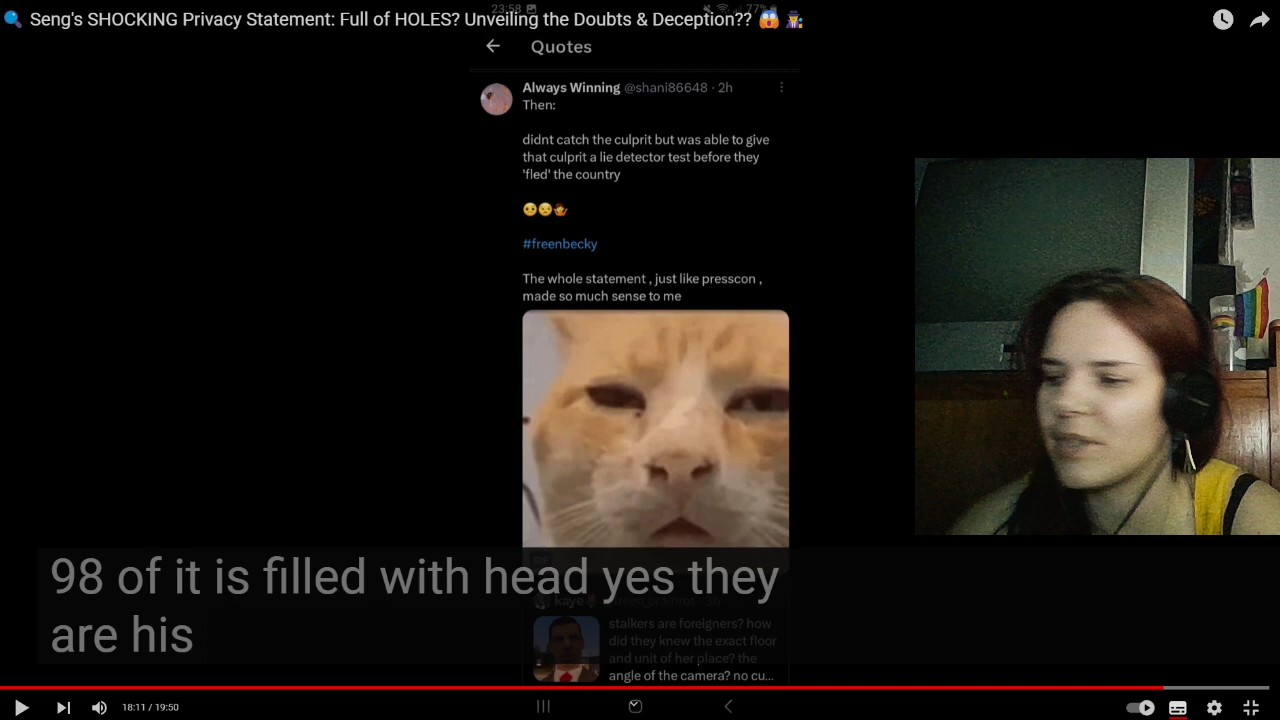 23:58
77%
🔍 Seng's SHOCKING Privacy Statement: Full of HOLES? Unveiling the Doubts & Deception?? 😱 🕵️‍♀️
Quotes
Always Winning @shani86648 · 2h
Then:
didnt catch the culprit but was able to give
that culprit a lie detector test before they
'fled' the country
#freenbecky
The whole statement , just like presscon ,
made so much sense to me
98 of it is filled with head yes they
are his
kaye
stalkers are foreigners? how
did they knew the exact floor
and unit of her place? the
angle of the camera? no cu...
18:11 / 19:50